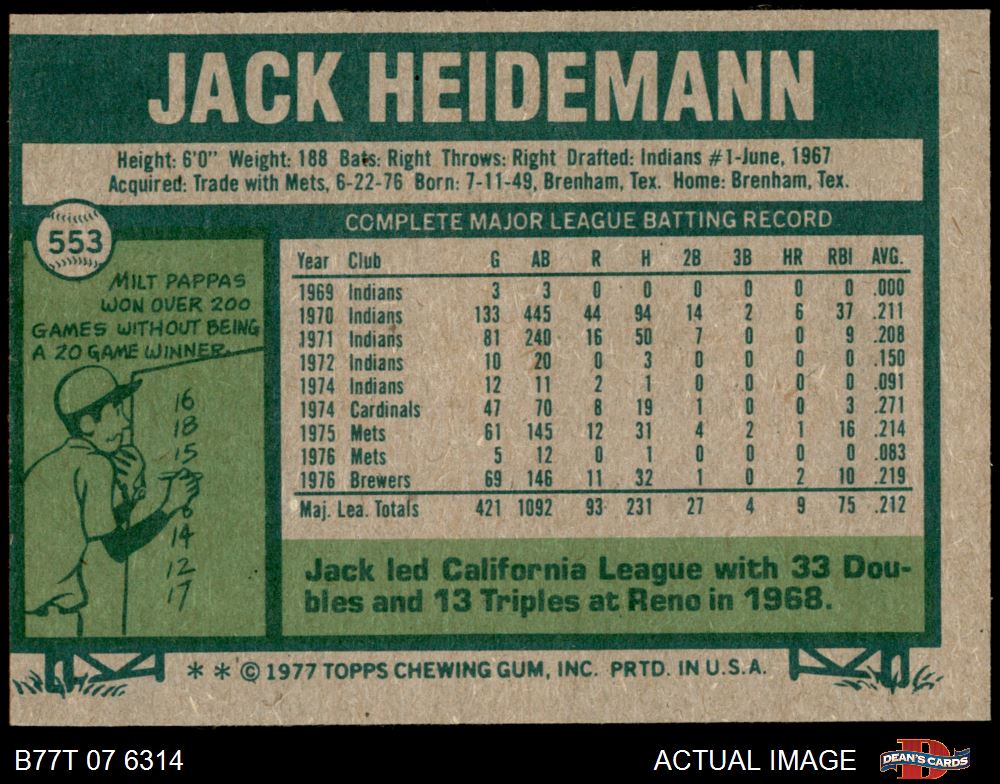 JACK HEIDEMANN
Height: 6'0" Weight: 188 Bats: Right Throws: Right Drafted: Indians #1-June, 1967
Acquired: Trade with Mets, 6-22-76 Born: 7-11-49, Brenham, Tex. Home: Brenham, Tex.
553
COMPLETE MAJOR LEAGUE BATTING RECORD
MILT PAPPAS
WON OVER 200
GAMES WITHOUT BEING
A 20 GAME WINNER.
16
18
15
6
14
12
17
Year Club G AB R H 2B 3B HR RBI AVG.
1969 Indians 3 3 0 0 0 0 0 0 .000
1970 Indians 133 445 44 94 14 2 6 37 .211
1971 Indians 81 240 16 50 7 0 0 9 .208
1972 Indians 10 20 0 3 0 0 0 0 .150
1974 Indians 12 11 2 1 0 0 0 0 .091
1974 Cardinals 47 70 8 19 1 0 0 3 .271
1975 Mets 61 145 12 31 4 2 1 16 .214
1976 Mets 5 12 0 1 0 0 0 0 .083
1976 Brewers 69 146 11 32 1 0 2 10 .219
Maj. Lea. Totals 421 1092 93 231 27 4 9 75 .212
Jack led California League with 33 Dou-
bles and 13 Triples at Reno in 1968.
* * © 1977 TOPPS CHEWING GUM, INC. PRTD. IN U.S.A.
B77T 07 6314
ACTUAL IMAGE
D
DEAN'S CARDS